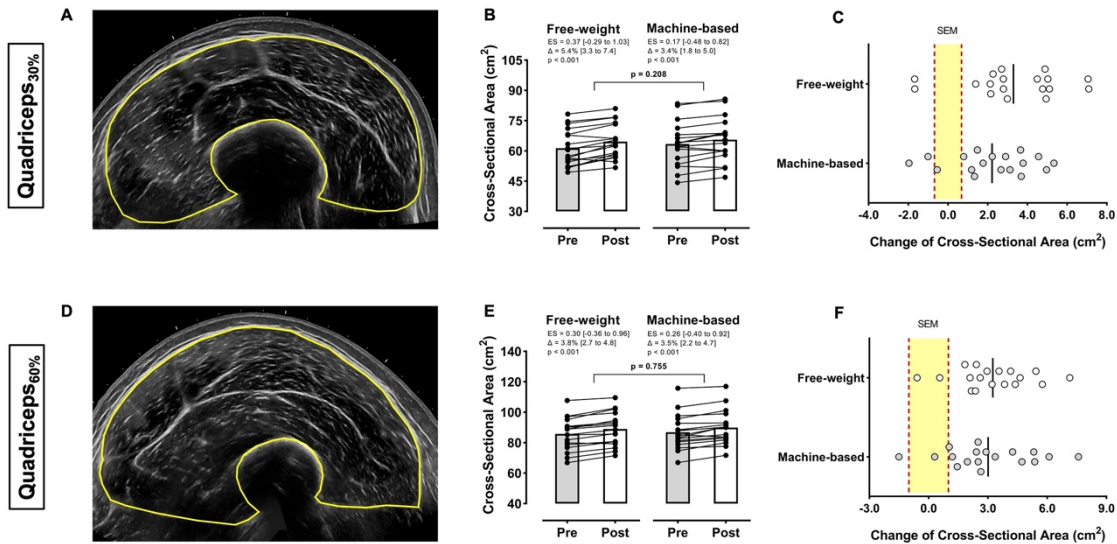 Quadriceps30%
A
B
Free-weight
ES = 0.37 [-0.29 to 1.03]
Δ = 5.4% [3.3 to 7.4]
p < 0.001
Machine-based
ES = 0.17 [-0.48 to 0.82]
Δ = 3.4% [1.8 to 5.0]
p < 0.001
p = 0.208
Cross-Sectional Area (cm²)
105
90
75
60
45
30
Pre
Post
Pre
Post
C
SEM
Free-weight
Machine-based
-4.0
-2.0
0.0
2.0
4.0
6.0
8.0
Change of Cross-Sectional Area (cm²)
Quadriceps60%
D
E
Free-weight
ES = 0.30 [-0.36 to 0.96]
Δ = 3.8% [2.7 to 4.8]
p < 0.001
Machine-based
ES = 0.26 [-0.40 to 0.92]
Δ = 3.5% [2.2 to 4.7]
p < 0.001
p = 0.755
Cross-Sectional Area (cm²)
140
120
100
80
60
40
Pre
Post
Pre
Post
F
SEM
Free-weight
Machine-based
-3.0
0.0
3.0
6.0
9.0
Change of Cross-Sectional Area (cm²)